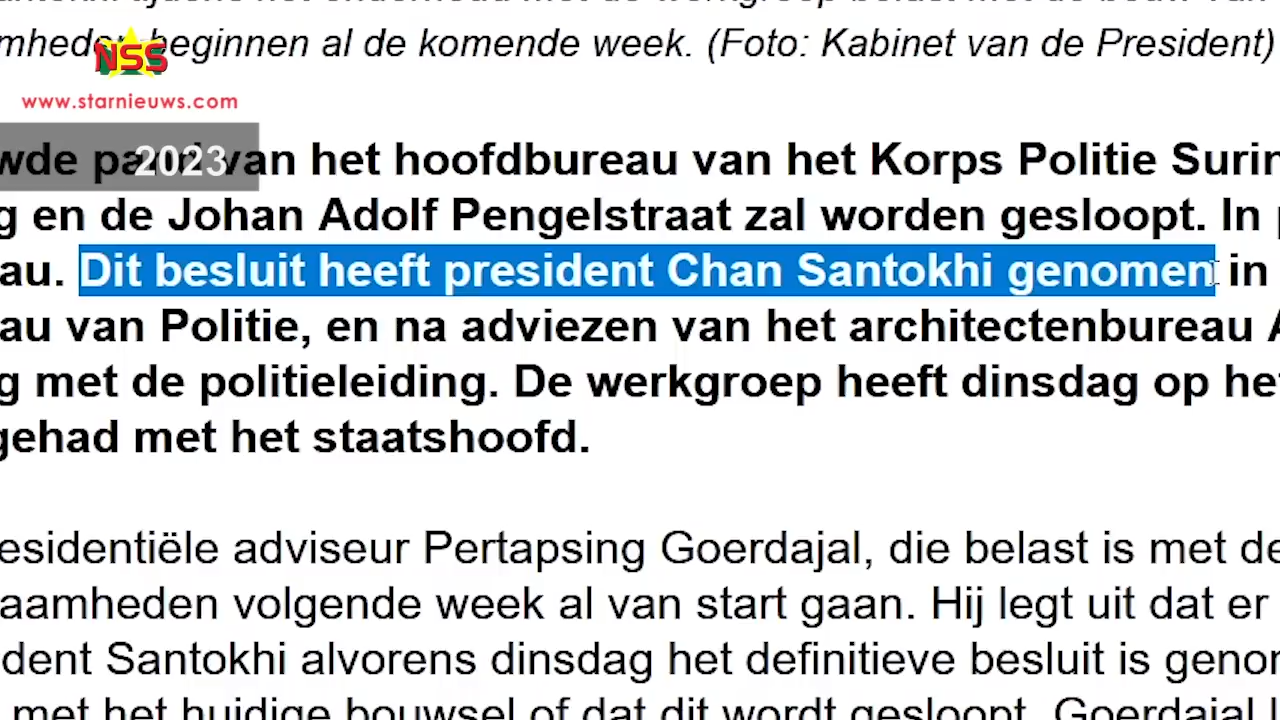 mheden beginnen al de komende week. (Foto: Kabinet van de President)
NSS
www.starnieuws.com
2023
van het hoofdbureau van het Korps Politie Surin
g en de Johan Adolf Pengelstraat zal worden gesloopt. In p
au. Dit besluit heeft president Chan Santokhi genomen in
au van Politie, en na adviezen van het architectenbureau A
g met de politieleiding. De werkgroep heeft dinsdag op het
gehad met het staatshoofd.
esidentiële adviseur Pertapsing Goerdajal, die belast is met de
aamheden volgende week al van start gaan. Hij legt uit dat er
dent Santokhi alvorens dinsdag het definitieve besluit is genom
met het huidige bouwsel of dat dit wordt gesloopt. Goerdajal